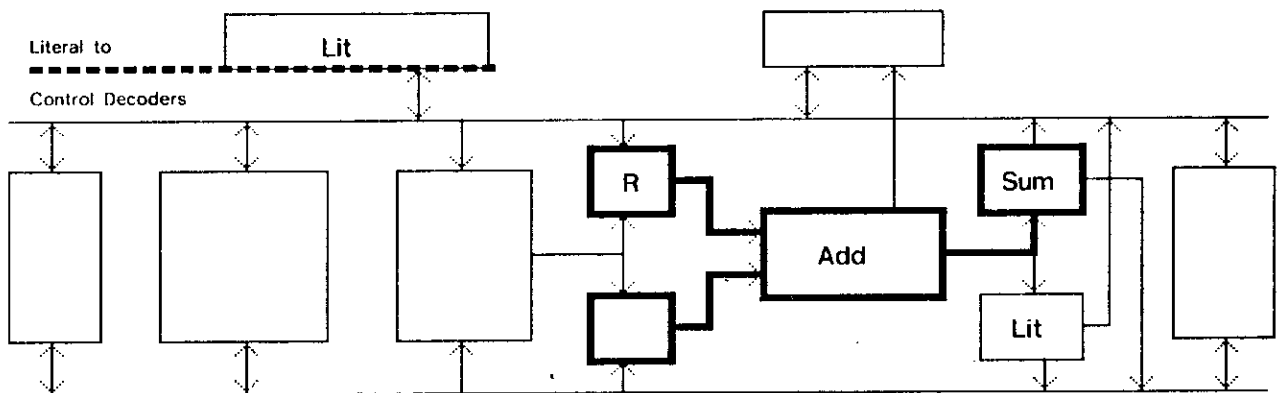 Literal to
Lit
Control Decoders
R
Sum
Add
Lit